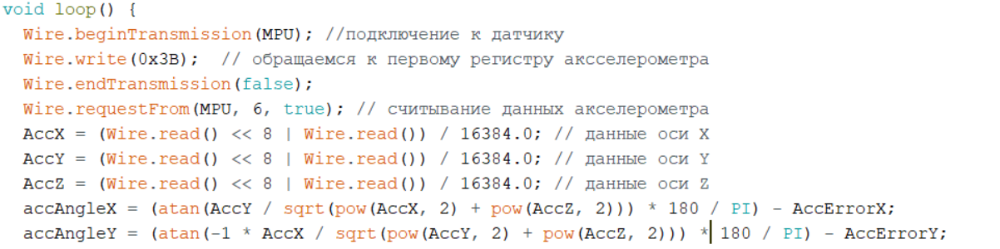 void loop() {
Wire.beginTransmission(MPU); //подключение к датчику
Wire.write(0x3B);  // обращаемся к первому регистру аксселерометра
Wire.endTransmission(false);
Wire.requestFrom(MPU, 6, true); // считывание данных акселерометра
AccX = (Wire.read() << 8 | Wire.read()) / 16384.0; // данные оси X
AccY = (Wire.read() << 8 | Wire.read()) / 16384.0; // данные оси Y
AccZ = (Wire.read() << 8 | Wire.read()) / 16384.0; // данные оси Z
accAngleX = (atan(AccY / sqrt(pow(AccX, 2) + pow(AccZ, 2))) * 180 / PI) - AccErrorX;
accAngleY = (atan(-1 * AccX / sqrt(pow(AccY, 2) + pow(AccZ, 2))) * 180 / PI) - AccErrorY;